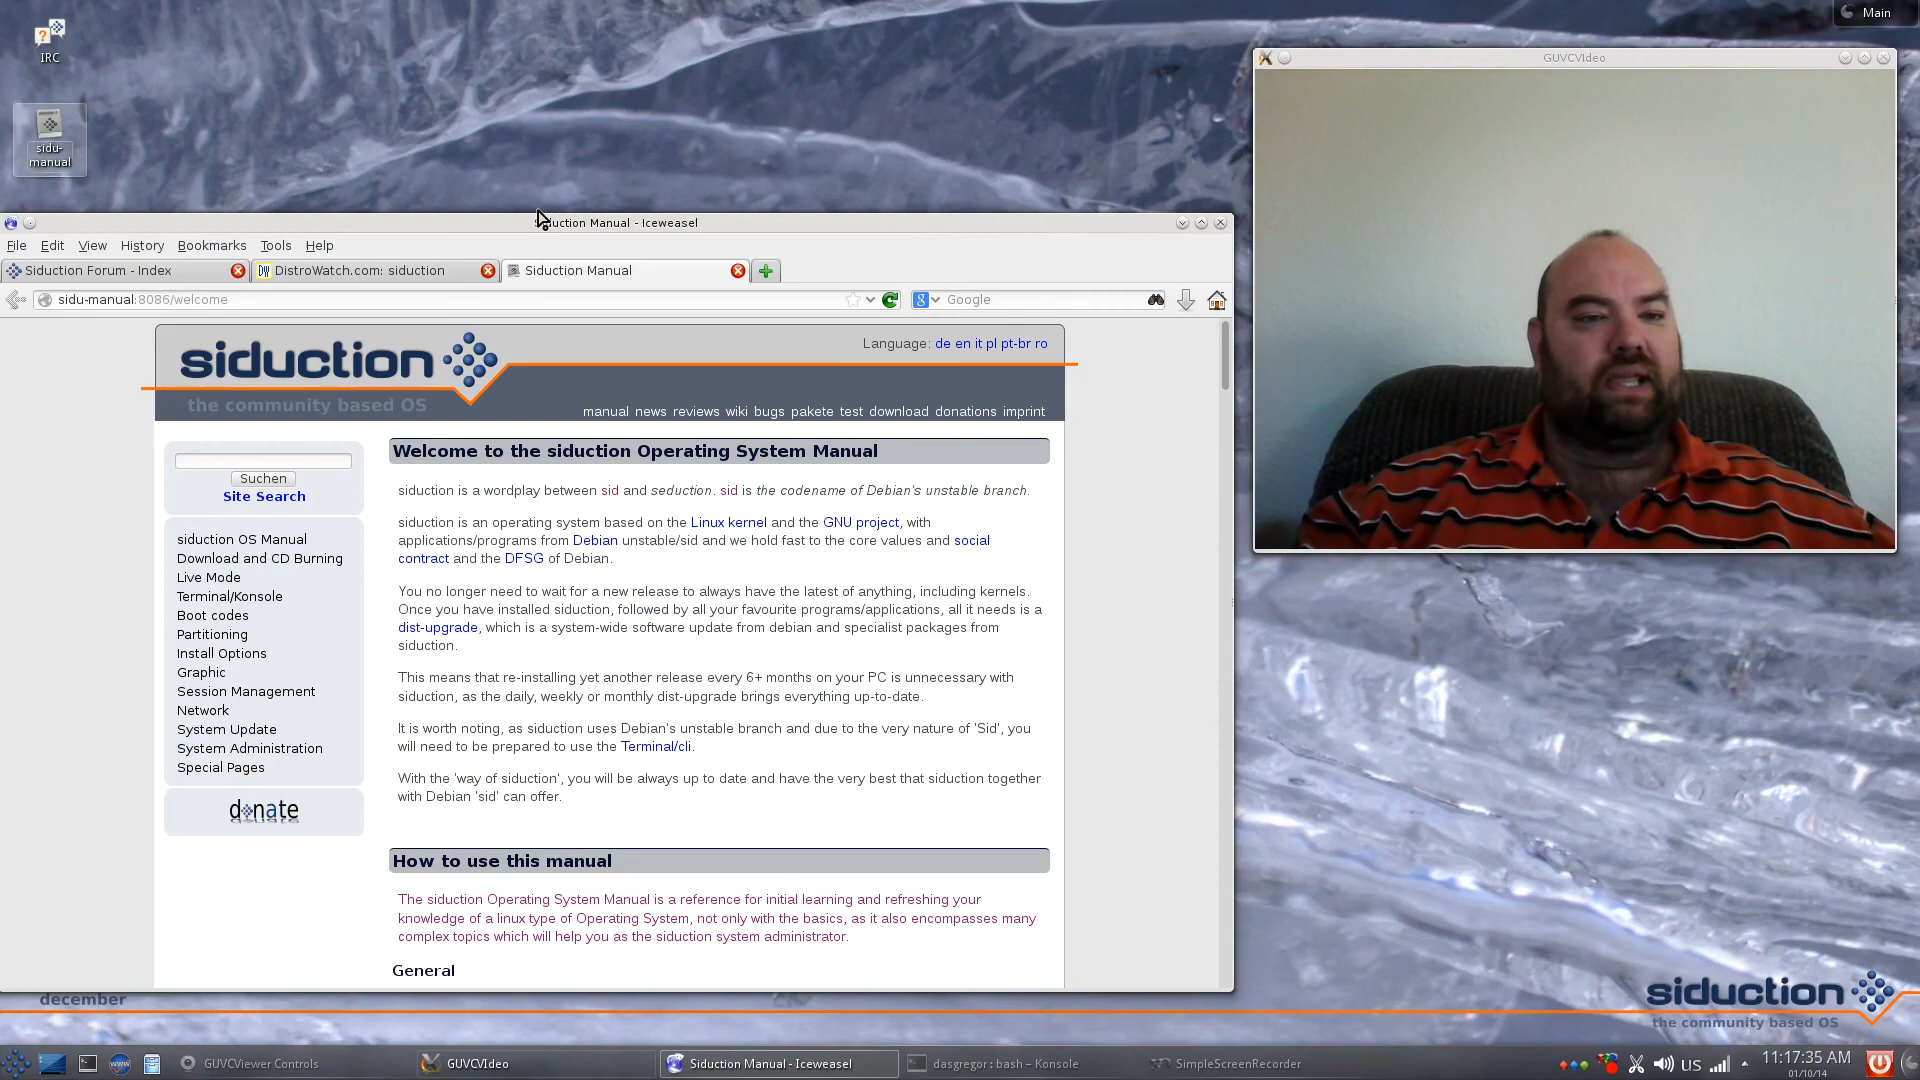 IRC
sidu-
manual
Main
GUVCVIdeo
Siduction Manual - Iceweasel
File Edit View History Bookmarks Tools Help
Siduction Forum - Index
DW DistroWatch.com: siduction
Siduction Manual
sidu-manual:8086/welcome
Google
siduction
the community based OS
Language: de en it pl pt-br ro
manual news reviews wiki bugs pakete test download donations imprint
Suchen
Site Search
siduction OS Manual
Download and CD Burning
Live Mode
Terminal/Konsole
Boot codes
Partitioning
Install Options
Graphic
Session Management
Network
System Update
System Administration
Special Pages
donate
Welcome to the siduction Operating System Manual
siduction is a wordplay between sid and seduction. sid is the codename of Debian's unstable branch.
siduction is an operating system based on the Linux kernel and the GNU project, with
applications/programs from Debian unstable/sid and we hold fast to the core values and social
contract and the DFSG of Debian.
You no longer need to wait for a new release to always have the latest of anything, including kernels.
Once you have installed siduction, followed by all your favourite programs/applications, all it needs is a
dist-upgrade, which is a system-wide software update from debian and specialist packages from
siduction.
This means that re-installing yet another release every 6+ months on your PC is unnecessary with
siduction, as the daily, weekly or monthly dist-upgrade brings everything up-to-date.
It is worth noting, as siduction uses Debian's unstable branch and due to the very nature of 'Sid', you
will need to be prepared to use the Terminal/cli.
With the 'way of siduction', you will be always up to date and have the very best that siduction together
with Debian 'sid' can offer.
How to use this manual
The siduction Operating System Manual is a reference for initial learning and refreshing your
knowledge of a linux type of Operating System, not only with the basics, as it also encompasses many
complex topics which will help you as the siduction system administrator.
General
december
siduction
the community based OS
GUVCViewer Controls
GUVCVIdeo
Siduction Manual - Iceweasel
dasgregor : bash – Konsole
SimpleScreenRecorder
US
11:17:35 AM
01/10/14